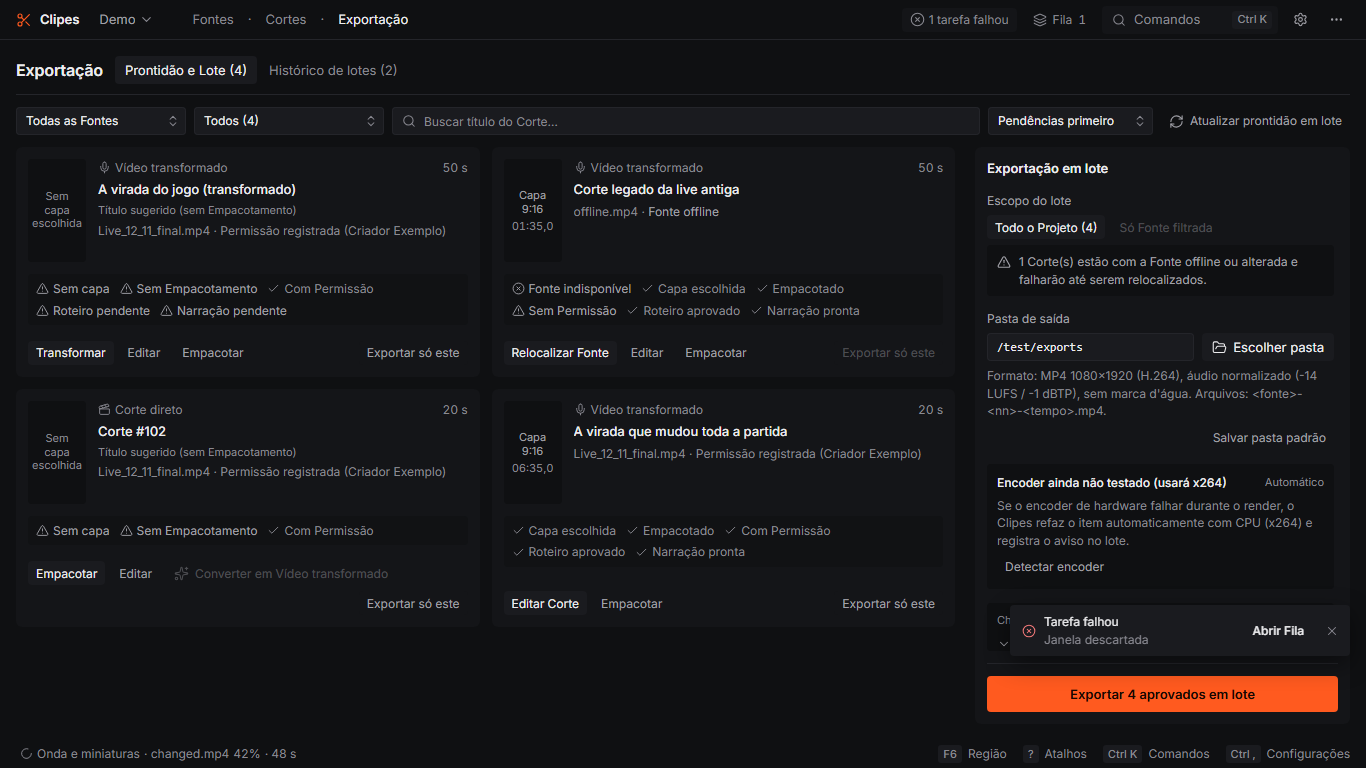 Clipes Demo Fontes · Cortes · Exportação 1 tarefa falhou Fila 1 Comandos Ctrl K
Exportação Prontidão e Lote (4) Histórico de lotes (2)
Todas as Fontes Todos (4) Buscar título do Corte... Pendências primeiro Atualizar prontidão em lote
Sem capa escolhida
Vídeo transformado 50 s
A virada do jogo (transformado)
Título sugerido (sem Empacotamento)
Live_12_11_final.mp4 · Permissão registrada (Criador Exemplo)
Sem capa Sem Empacotamento Com Permissão
Roteiro pendente Narração pendente
Transformar Editar Empacotar Exportar só este
Capa
9:16
01:35,0
Vídeo transformado 50 s
Corte legado da live antiga
offline.mp4 · Fonte offline
Fonte indisponível Capa escolhida Empacotado
Sem Permissão Roteiro aprovado Narração pronta
Relocalizar Fonte Editar Empacotar Exportar só este
Sem
capa
escolhida
Corte direto 20 s
Corte #102
Título sugerido (sem Empacotamento)
Live_12_11_final.mp4 · Permissão registrada (Criador Exemplo)
Sem capa Sem Empacotamento Com Permissão
Empacotar Editar Converter em Vídeo transformado
Exportar só este
Capa
9:16
06:35,0
Vídeo transformado 20 s
A virada que mudou toda a partida
Live_12_11_final.mp4 · Permissão registrada (Criador Exemplo)
Capa escolhida Empacotado Com Permissão
Roteiro aprovado Narração pronta
Editar Corte Empacotar Exportar só este
Exportação em lote
Escopo do lote
Todo o Projeto (4) Só Fonte filtrada
1 Corte(s) estão com a Fonte offline ou alterada e
falharão até serem relocalizados.
Pasta de saída
/test/exports Escolher pasta
Formato: MP4 1080×1920 (H.264), áudio normalizado (-14
LUFS / -1 dBTP), sem marca d'água. Arquivos: <fonte>-
<nn>-<tempo>.mp4.
Salvar pasta padrão
Encoder ainda não testado (usará x264) Automático
Se o encoder de hardware falhar durante o render, o
Clipes refaz o item automaticamente com CPU (x264) e
registra o aviso no lote.
Detectar encoder
Tarefa falhou
Janela descartada
Abrir Fila
Exportar 4 aprovados em lote
Onda e miniaturas · changed.mp4 42% · 48 s F6 Região ? Atalhos Ctrl K Comandos Ctrl , Configurações